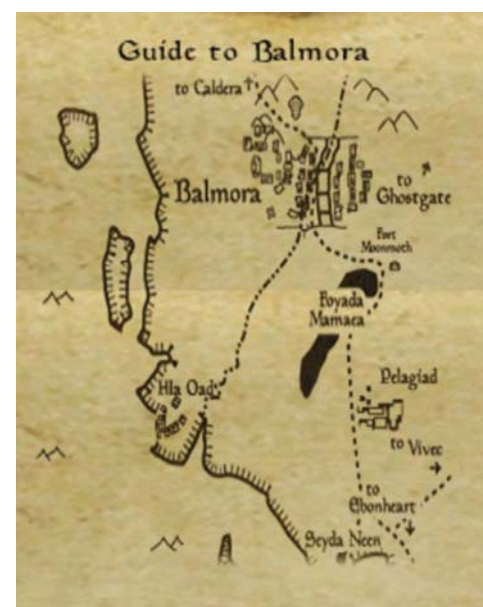 Guide to Balmora
to Caldera
Balmora
to
Ghostgate
Fort
Moonmoth
Foyada
Mamaea
Pelagiad
Hla Oad
to Vivec
to
Ebonheart
Seyda Neen